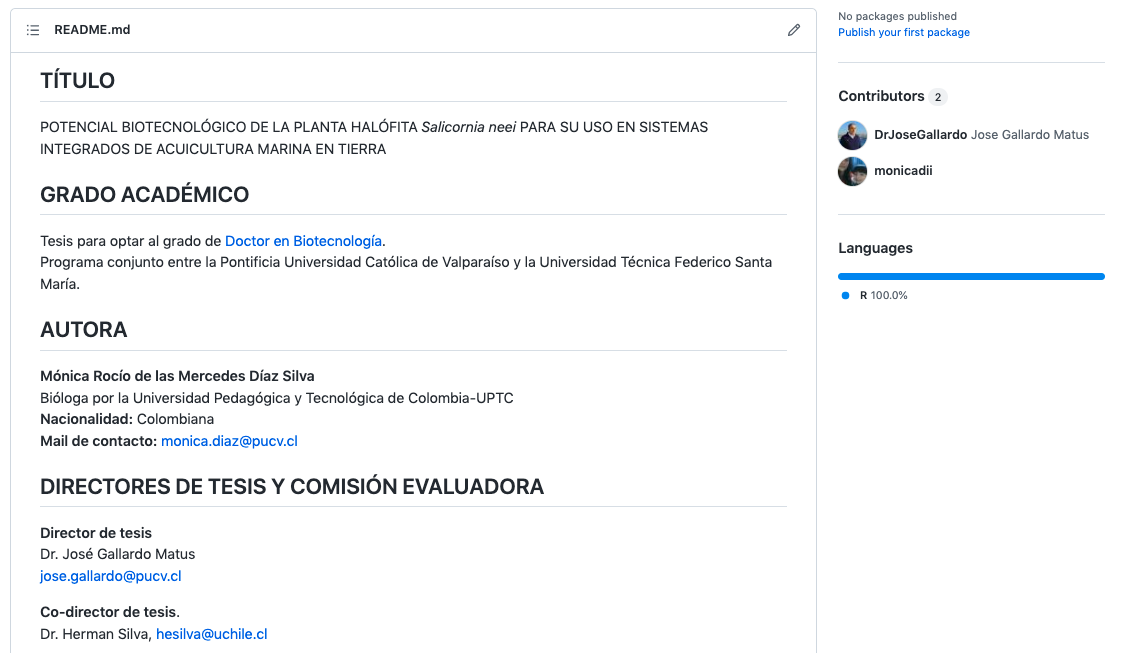 README.md
TÍTULO
POTENCIAL BIOTECNOLÓGICO DE LA PLANTA HALÓFITA Salicornia neei PARA SU USO EN SISTEMAS
INTEGRADOS DE ACUICULTURA MARINA EN TIERRA
GRADO ACADÉMICO
Tesis para optar al grado de Doctor en Biotecnología.
Programa conjunto entre la Pontificia Universidad Católica de Valparaíso y la Universidad Técnica Federico Santa
María.
AUTORA
Mónica Rocío de las Mercedes Díaz Silva
Bióloga por la Universidad Pedagógica y Tecnológica de Colombia-UPTC
Nacionalidad: Colombiana
Mail de contacto: monica.diaz@pucv.cl
DIRECTORES DE TESIS Y COMISIÓN EVALUADORA
Director de tesis
Dr. José Gallardo Matus
jose.gallardo@pucv.cl
Co-director de tesis.
Dr. Herman Silva, hesilva@uchile.cl
No packages published
Publish your first package
Contributors 2
DrJoseGallardo Jose Gallardo Matus
monicadii
Languages
R 100.0%